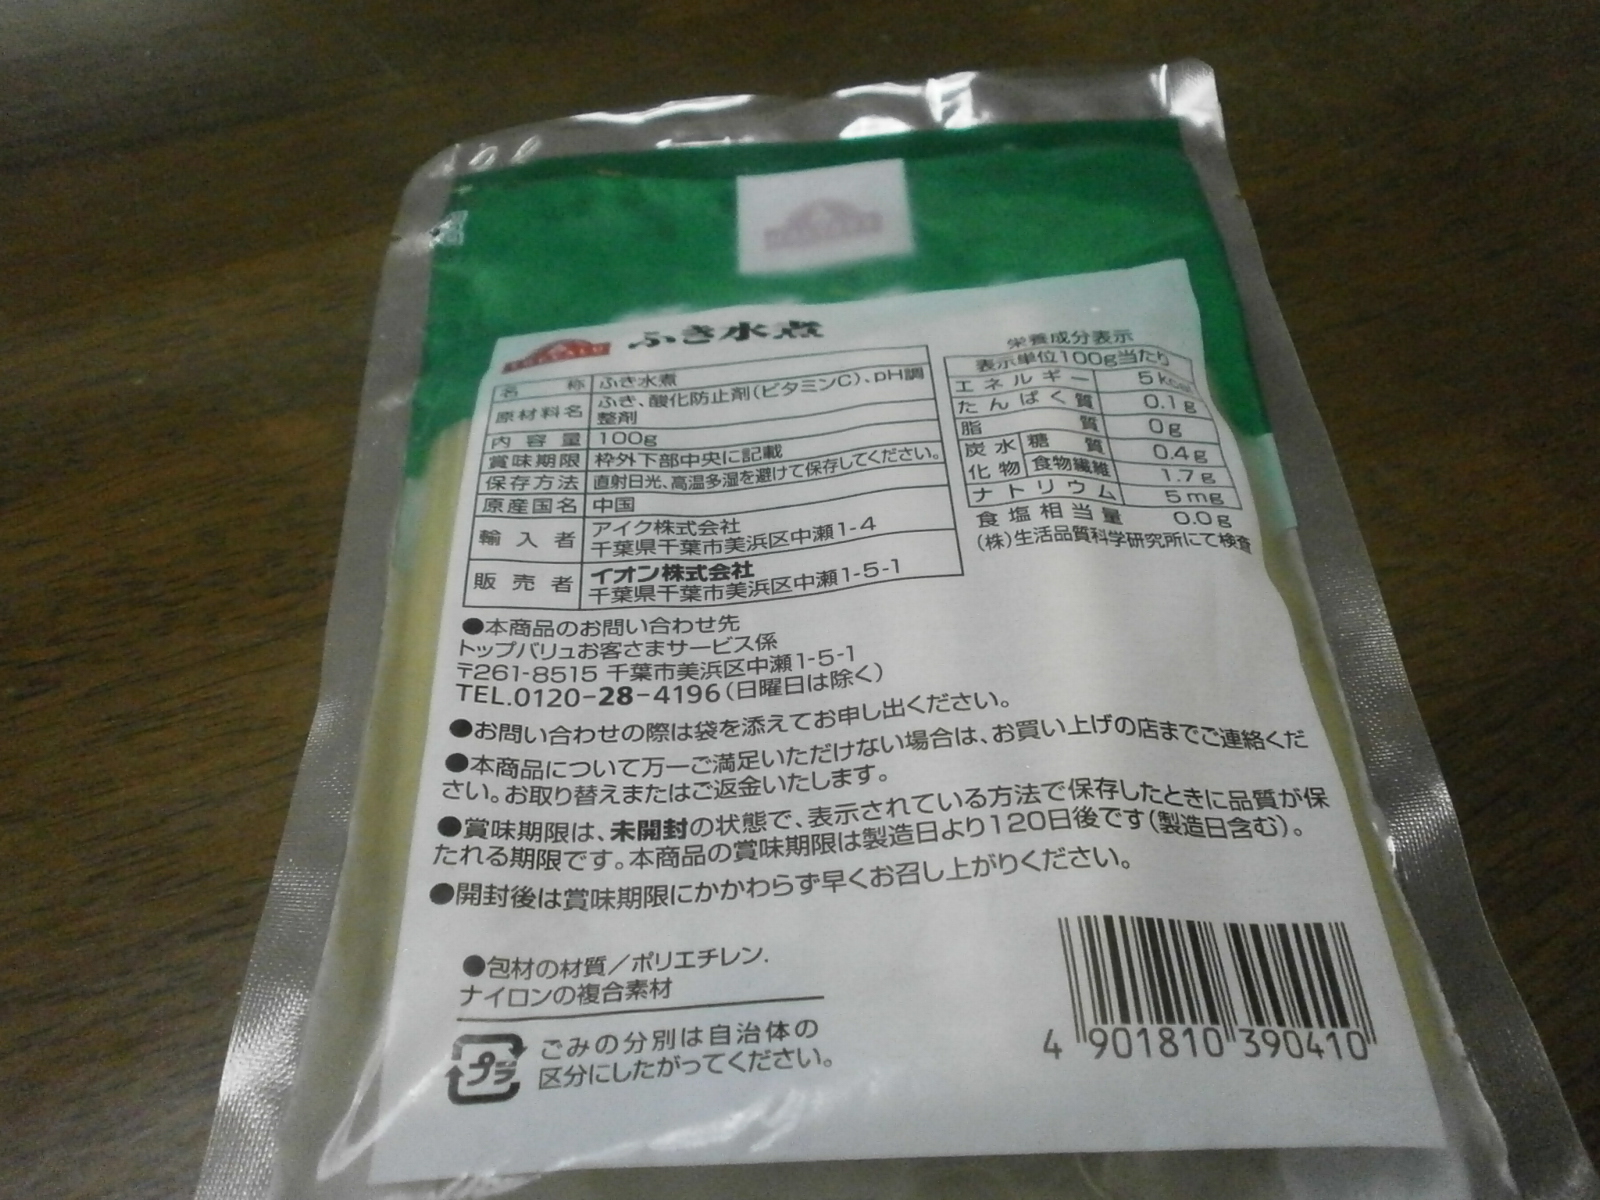 ふき水煮
名称 ふき水煮
原材料名 ふき、酸化防止剤(ビタミンC)、pH調
整剤
内容量 100g
賞味期限 枠外下部中央に記載
保存方法 直射日光、高温多湿を避けて保存してください。
原産国名 中国
輸入者 アイク株式会社
千葉県千葉市美浜区中瀬1-4
販売者 イオン株式会社
千葉県千葉市美浜区中瀬1-5-1
栄養成分表示
表示単位100g当たり
エネルギー 5kcal
たんぱく質 0.1g
脂質 0g
炭水化物 糖質 0.4g
食物繊維 1.7g
ナトリウム 5mg
食塩相当量 0.0g
(株)生活品質科学研究所にて検査
●本商品のお問い合わせ先
トップバリュお客さまサービス係
〒261-8515 千葉市美浜区中瀬1-5-1
TEL.0120-28-4196(日曜日は除く)
●お問い合わせの際は袋を添えてお申し出ください。
●本商品について万一ご満足いただけない場合は、お買い上げの店までご連絡くだ
さい。お取り替えまたはご返金いたします。
●賞味期限は、未開封の状態で、表示されている方法で保存したときに品質が保
たれる期限です。本商品の賞味期限は製造日より120日後です(製造日含む)。
●開封後は賞味期限にかかわらず早くお召し上がりください。
●包材の材質/ポリエチレン.
ナイロンの複合素材
プラ
ごみの分別は自治体の
区分にしたがってください。
4 901810 390410